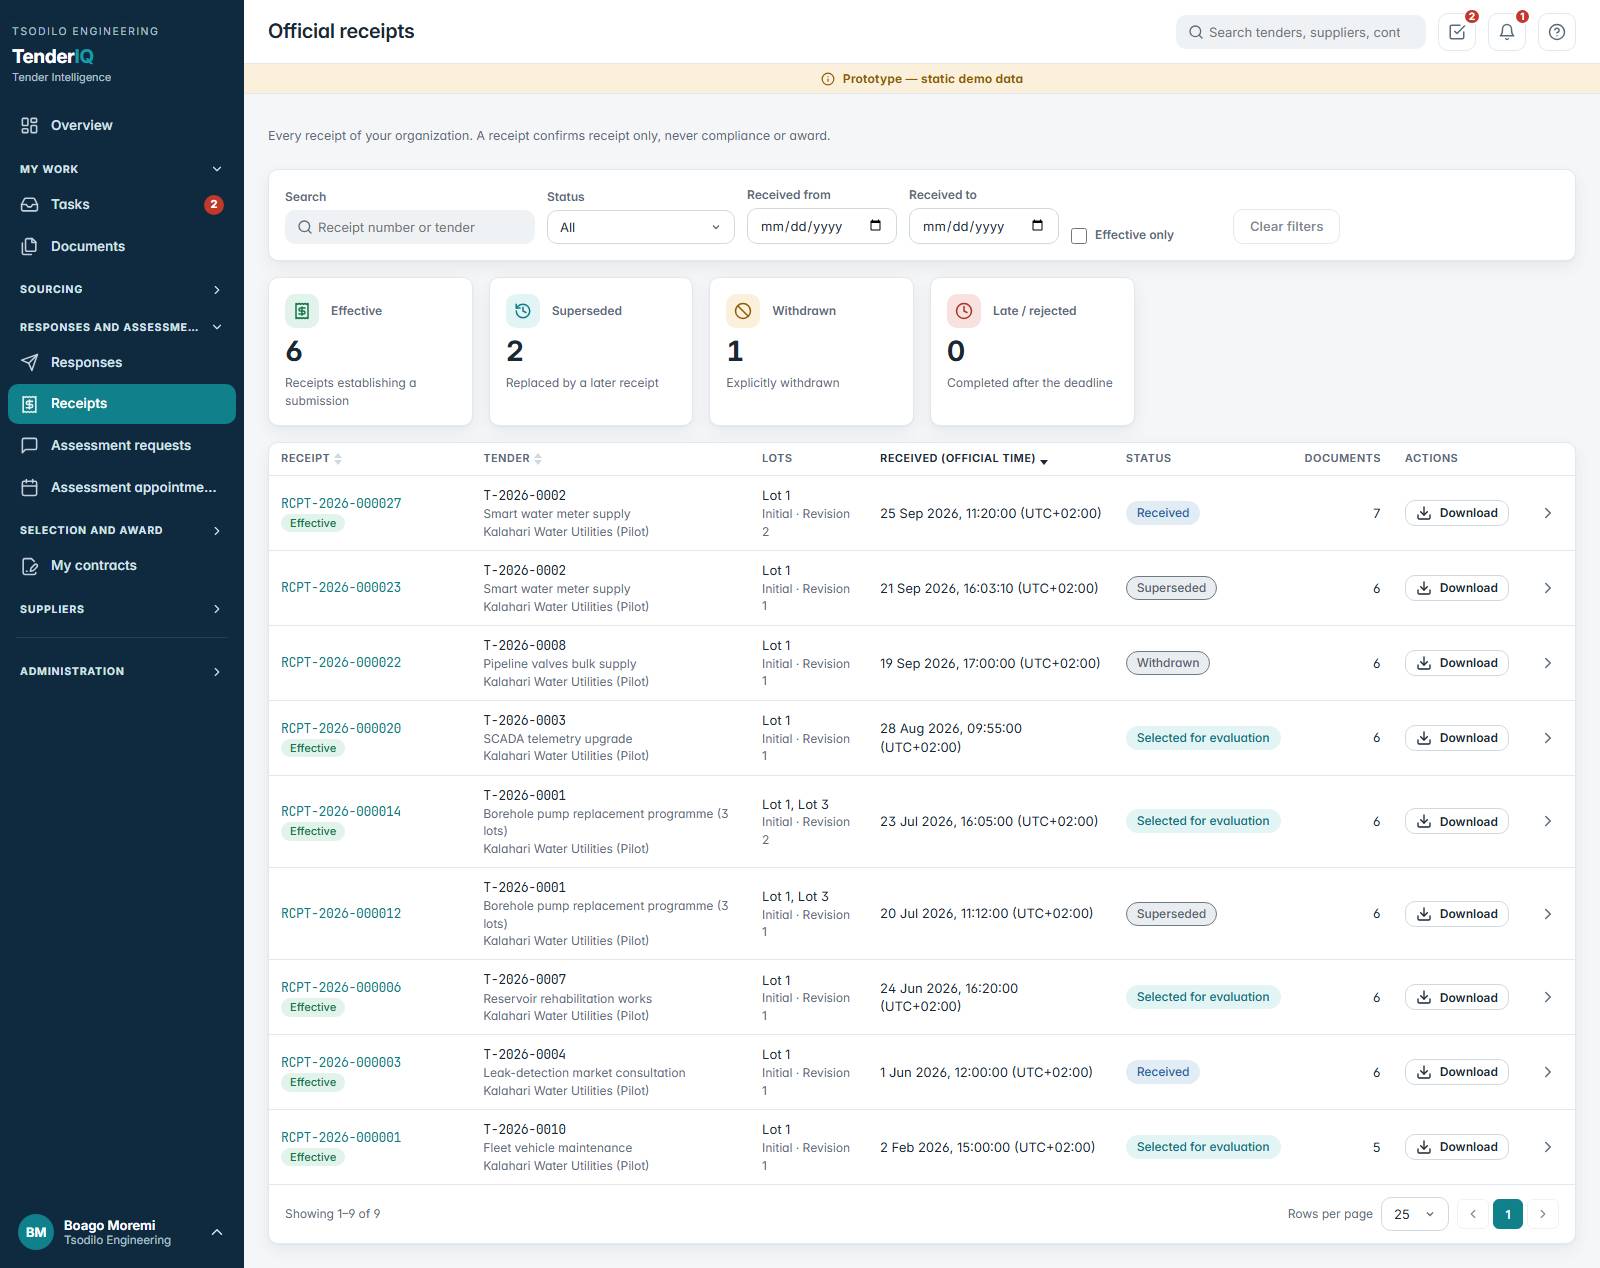 TSODILO ENGINEERING
TenderIQ
Tender Intelligence
Overview
MY WORK
Tasks
2
Documents
SOURCING
RESPONSES AND ASSESSME...
Responses
Receipts
Assessment requests
Assessment appointme...
SELECTION AND AWARD
My contracts
SUPPLIERS
ADMINISTRATION
BM
Boago Moremi
Tsodilo Engineering
Official receipts
Search tenders, suppliers, cont
2
1
Prototype — static demo data
Every receipt of your organization. A receipt confirms receipt only, never compliance or award.
Search
Receipt number or tender
Status
All
Received from
mm/dd/yyyy
Received to
mm/dd/yyyy
Effective only
Clear filters
Effective
6
Receipts establishing a
submission
Superseded
2
Replaced by a later receipt
Withdrawn
1
Explicitly withdrawn
Late / rejected
0
Completed after the deadline
RECEIPT TENDER LOTS RECEIVED (OFFICIAL TIME) STATUS DOCUMENTS ACTIONS
RCPT-2026-000027
Effective
T-2026-0002
Smart water meter supply
Kalahari Water Utilities (Pilot)
Lot 1
Initial · Revision
2
25 Sep 2026, 11:20:00 (UTC+02:00)
Received
7
Download
RCPT-2026-000023
T-2026-0002
Smart water meter supply
Kalahari Water Utilities (Pilot)
Lot 1
Initial · Revision
1
21 Sep 2026, 16:03:10 (UTC+02:00)
Superseded
6
Download
RCPT-2026-000022
T-2026-0008
Pipeline valves bulk supply
Kalahari Water Utilities (Pilot)
Lot 1
Initial · Revision
1
19 Sep 2026, 17:00:00 (UTC+02:00)
Withdrawn
6
Download
RCPT-2026-000020
Effective
T-2026-0003
SCADA telemetry upgrade
Kalahari Water Utilities (Pilot)
Lot 1
Initial · Revision
1
28 Aug 2026, 09:55:00
(UTC+02:00)
Selected for evaluation
6
Download
RCPT-2026-000014
Effective
T-2026-0001
Borehole pump replacement programme (3
lots)
Kalahari Water Utilities (Pilot)
Lot 1, Lot 3
Initial · Revision
2
23 Jul 2026, 16:05:00 (UTC+02:00)
Selected for evaluation
6
Download
RCPT-2026-000012
T-2026-0001
Borehole pump replacement programme (3
lots)
Kalahari Water Utilities (Pilot)
Lot 1, Lot 3
Initial · Revision
1
20 Jul 2026, 11:12:00 (UTC+02:00)
Superseded
6
Download
RCPT-2026-000006
Effective
T-2026-0007
Reservoir rehabilitation works
Kalahari Water Utilities (Pilot)
Lot 1
Initial · Revision
1
24 Jun 2026, 16:20:00
(UTC+02:00)
Selected for evaluation
6
Download
RCPT-2026-000003
Effective
T-2026-0004
Leak-detection market consultation
Kalahari Water Utilities (Pilot)
Lot 1
Initial · Revision
1
1 Jun 2026, 12:00:00 (UTC+02:00)
Received
6
Download
RCPT-2026-000001
Effective
T-2026-0010
Fleet vehicle maintenance
Kalahari Water Utilities (Pilot)
Lot 1
Initial · Revision
1
2 Feb 2026, 15:00:00 (UTC+02:00)
Selected for evaluation
5
Download
Showing 1–9 of 9
Rows per page
25
1